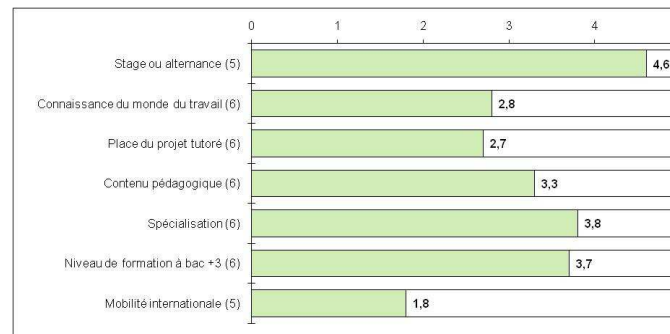 0 1 2 3 4
Stage ou alternance (5) 4,6
Connaissance du monde du travail (6) 2,8
Place du projet tutoré (6) 2,7
Contenu pédagogique (6) 3,3
Spécialisation (6) 3,8
Niveau de formation à bac +3 (6) 3,7
Mobilité internationale (5) 1,8